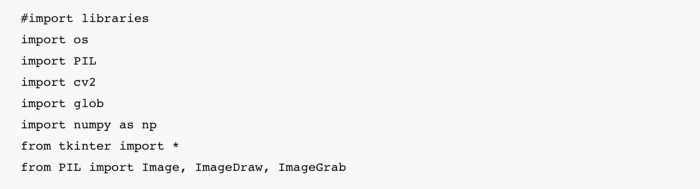 #import libraries
import os
import PIL
import cv2
import glob
import numpy as np
from tkinter import *
from PIL import Image, ImageDraw, ImageGrab